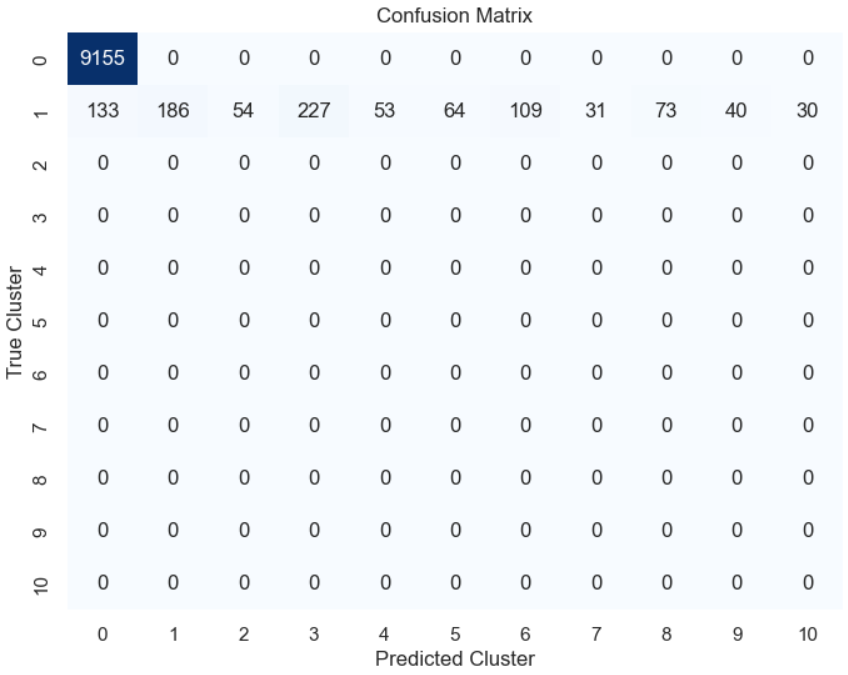 Confusion Matrix
0 9155 0 0 0 0 0 0 0 0 0 0
1 133 186 54 227 53 64 109 31 73 40 30
2 0 0 0 0 0 0 0 0 0 0 0
3 0 0 0 0 0 0 0 0 0 0 0
4 0 0 0 0 0 0 0 0 0 0 0
5 0 0 0 0 0 0 0 0 0 0 0
6 0 0 0 0 0 0 0 0 0 0 0
7 0 0 0 0 0 0 0 0 0 0 0
8 0 0 0 0 0 0 0 0 0 0 0
9 0 0 0 0 0 0 0 0 0 0 0
10 0 0 0 0 0 0 0 0 0 0 0
True Cluster
0 1 2 3 4 5 6 7 8 9 10
Predicted Cluster